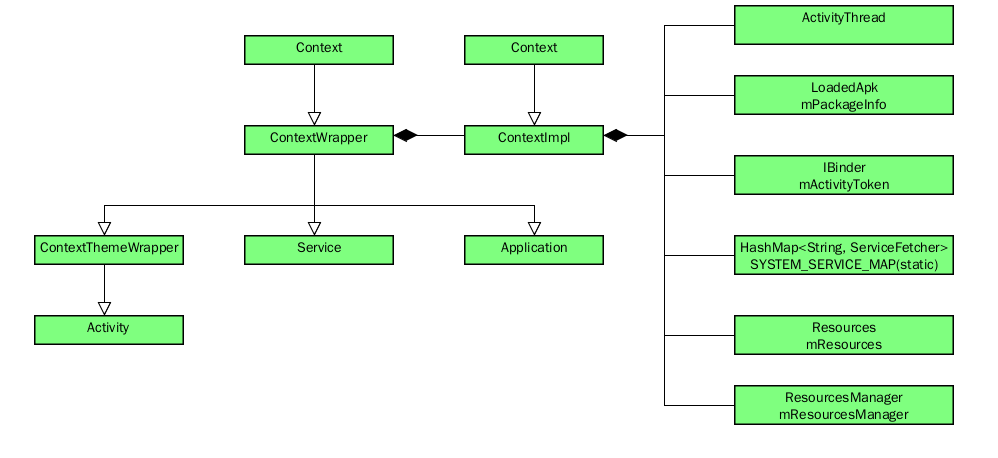 ActivityThread
Context
Context
LoadedApk
mPackageInfo
ContextWrapper
ContextImpl
IBinder
mActivityToken
ContextThemeWrapper
Service
Application
HashMap<String, ServiceFetcher>
SYSTEM_SERVICE_MAP(static)
Activity
Resources
mResources
ResourcesManager
mResourcesManager